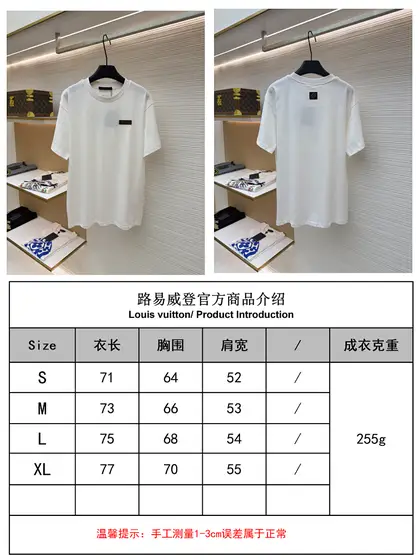 路易威登官方商品介绍
Louis vuitton/ Product Introduction
Size 衣长 胸围 肩宽 / 成衣克重
S 71 64 52 /
M 73 66 53 /
L 75 68 54 /
XL 77 70 55 /
255g
温馨提示：手工测量1-3cm误差属于正常